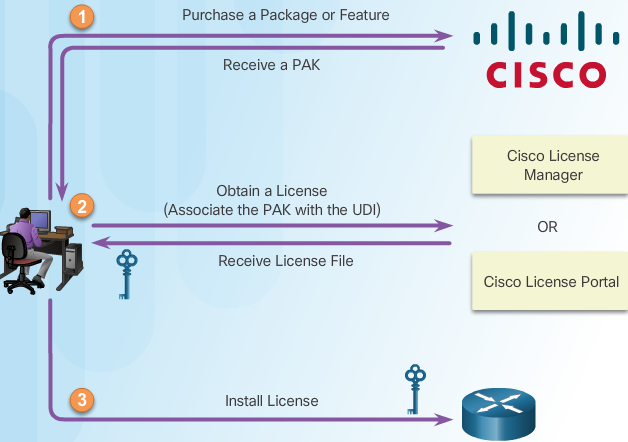 1
Purchase a Package or Feature
Receive a PAK
CISCO
Cisco License
Manager
2
Obtain a License
(Associate the PAK with the UDI)
OR
Receive License File
Cisco License Portal
3
Install License